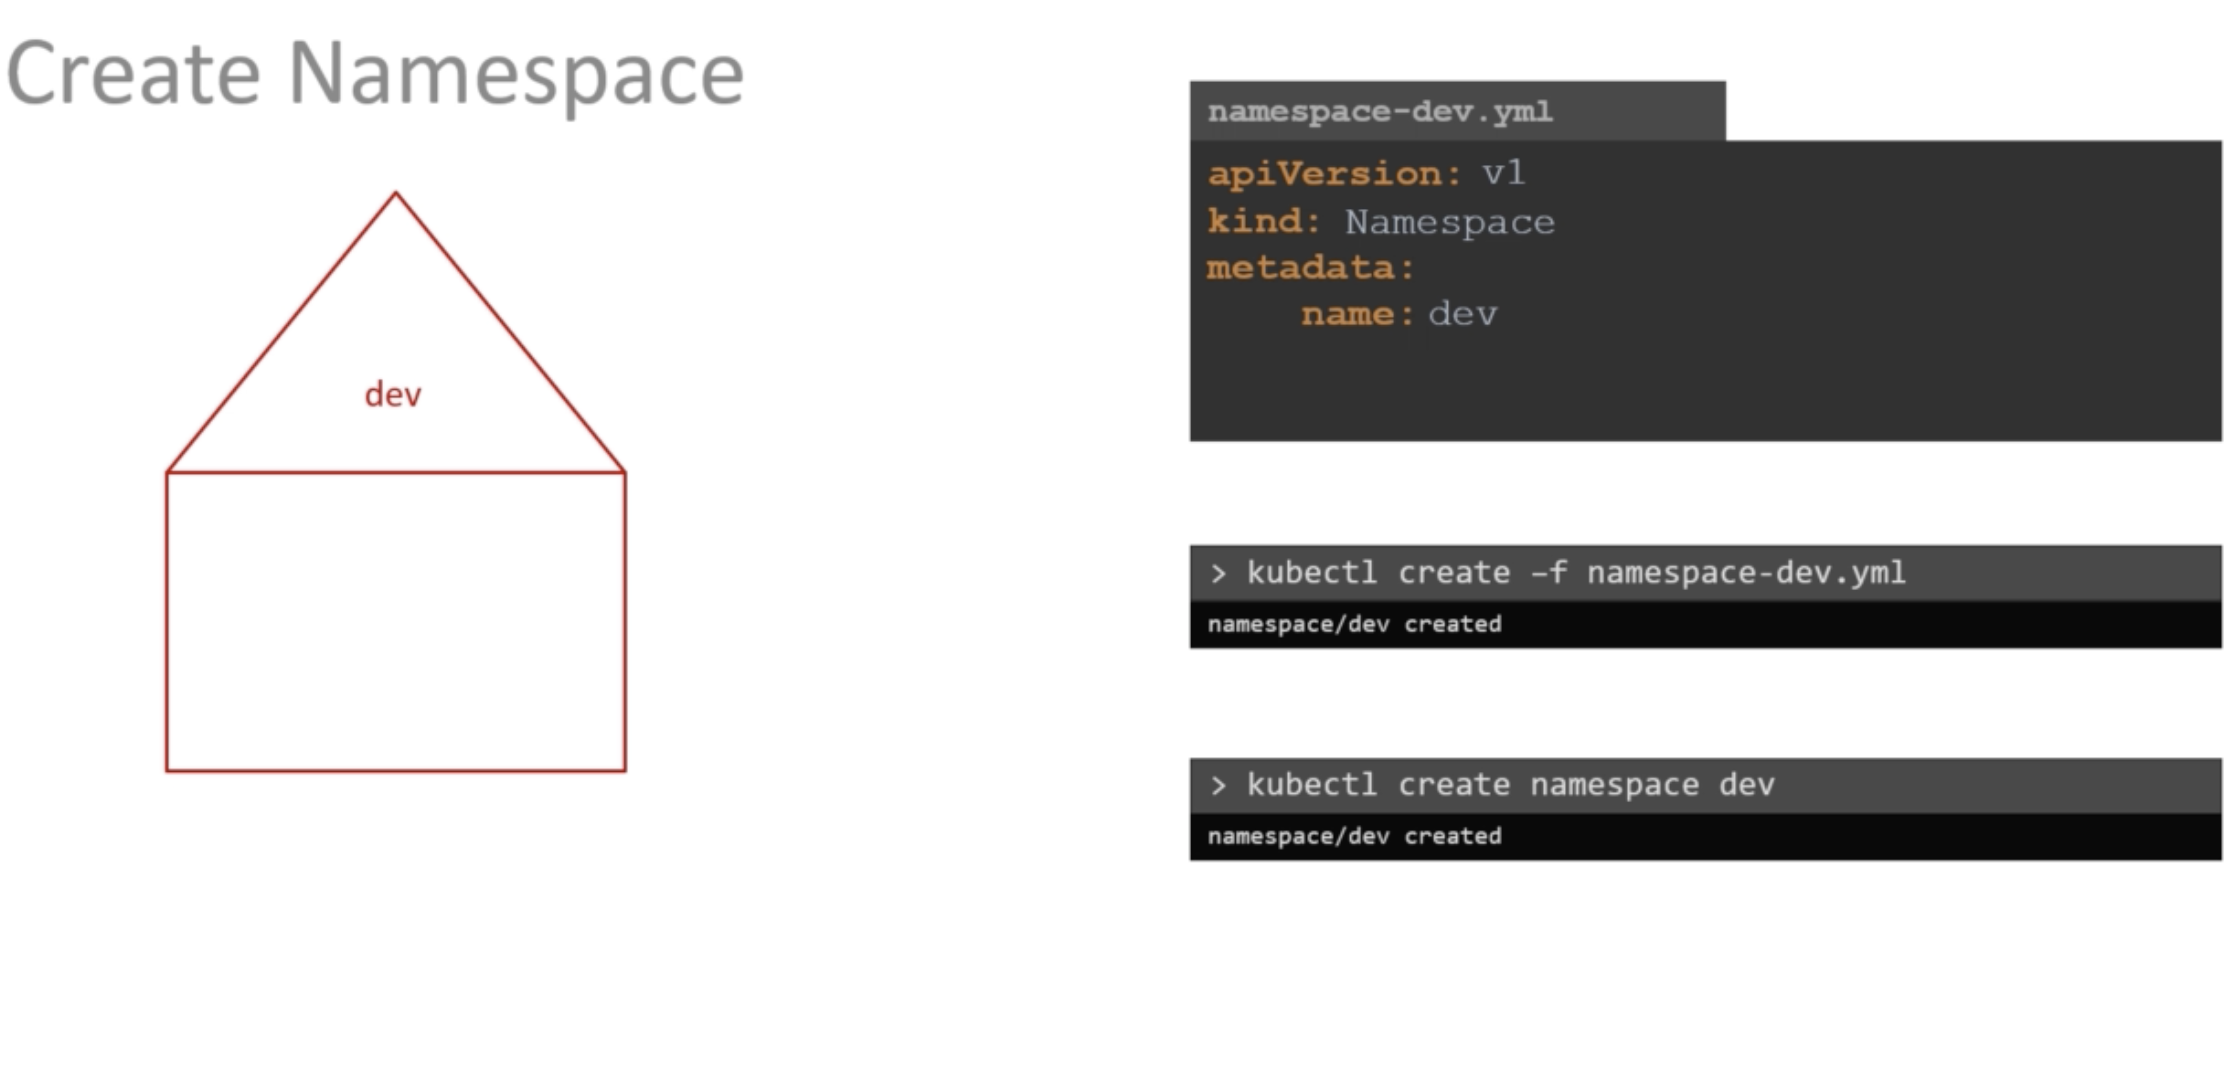 Create Namespace
dev
namespace-dev.yml
apiVersion: v1
kind: Namespace
metadata:
    name: dev
> kubectl create –f namespace-dev.yml
namespace/dev created
> kubectl create namespace dev
namespace/dev created